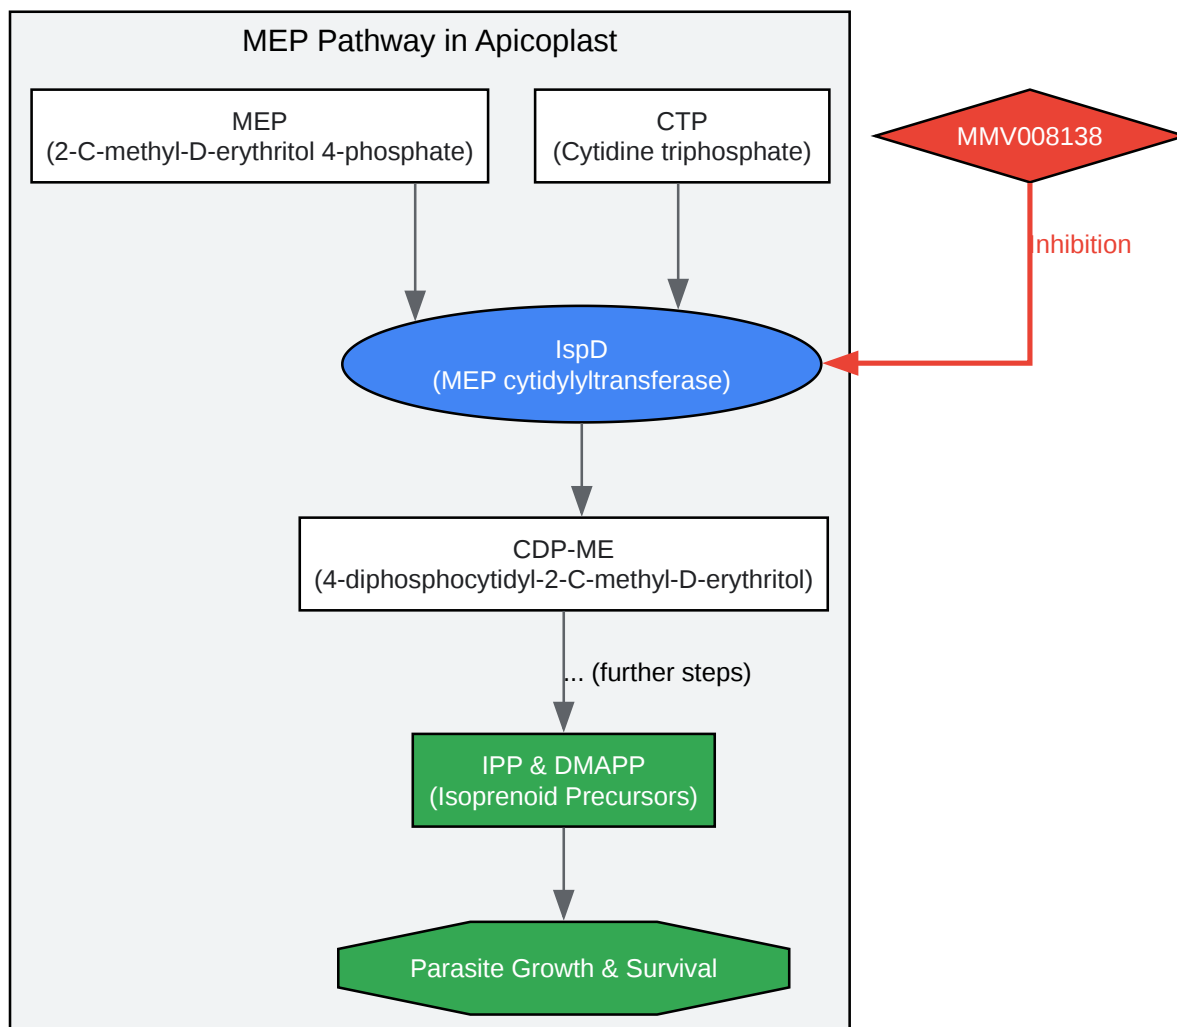 MEP Pathway in Apicoplast
MEP
(2-C-methyl-D-erythritol 4-phosphate)
CTP
(Cytidine triphosphate)
MMV008138
Inhibition
IspD
(MEP cytidylyltransferase)
CDP-ME
(4-diphosphocytidyl-2-C-methyl-D-erythritol)
... (further steps)
IPP & DMAPP
(Isoprenoid Precursors)
Parasite Growth & Survival